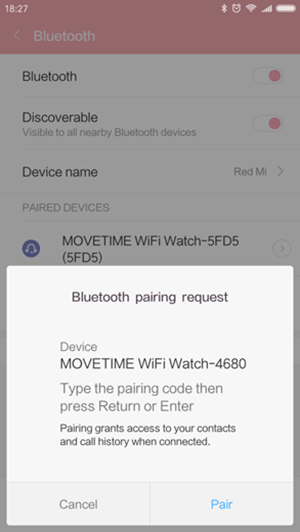 18:27
Bluetooth
Bluetooth
Discoverable
Visible to all nearby Bluetooth devices
Device name Red Mi
PAIRED DEVICES
MOVETIME WiFi Watch-5FD5
(5FD5)
Bluetooth pairing request
Device
MOVETIME WiFi Watch-4680
Type the pairing code then
press Return or Enter
Pairing grants access to your contacts
and call history when connected.
Cancel Pair